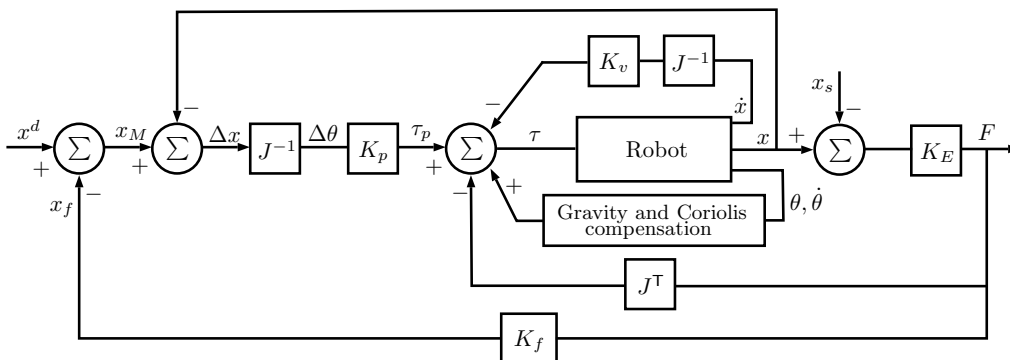 K_v
J^{-1}
x_s
−
−
ẋ
−
x^d
x_M
Δx
Δθ
τ_p
τ
x
F
∑
∑
J^{-1}
K_p
∑
Robot
+
∑
K_E
+
+
+
−
+
x_f
−
θ, θ̇
Gravity and Coriolis
compensation
J^⊤
K_f